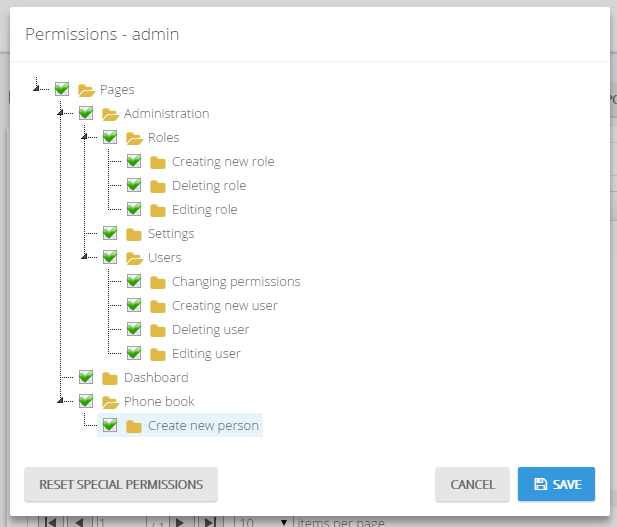 Permissions - admin
Pages
Administration
Roles
Creating new role
Deleting role
Editing role
Settings
Users
Changing permissions
Creating new user
Deleting user
Editing user
Dashboard
Phone book
Create new person
RESET SPECIAL PERMISSIONS CANCEL SAVE
1 / 1 10 items per page